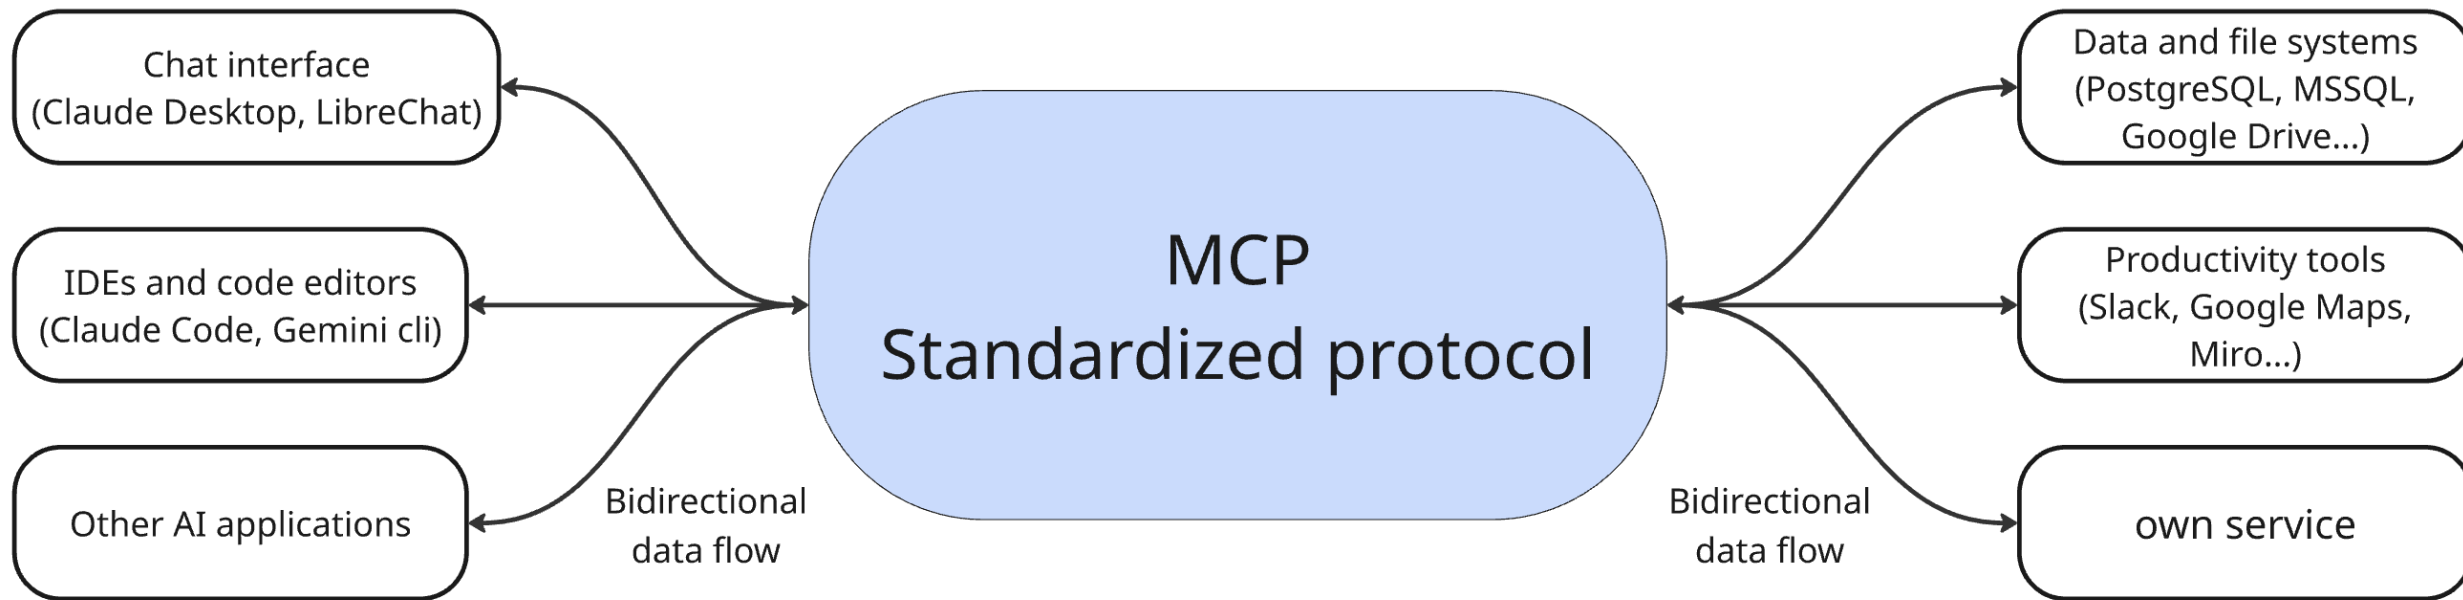 Chat interface
(Claude Desktop, LibreChat)
IDEs and code editors
(Claude Code, Gemini cli)
Other AI applications
Bidirectional
data flow
MCP
Standardized protocol
Bidirectional
data flow
Data and file systems
(PostgreSQL, MSSQL,
Google Drive...)
Productivity tools
(Slack, Google Maps,
Miro...)
own service